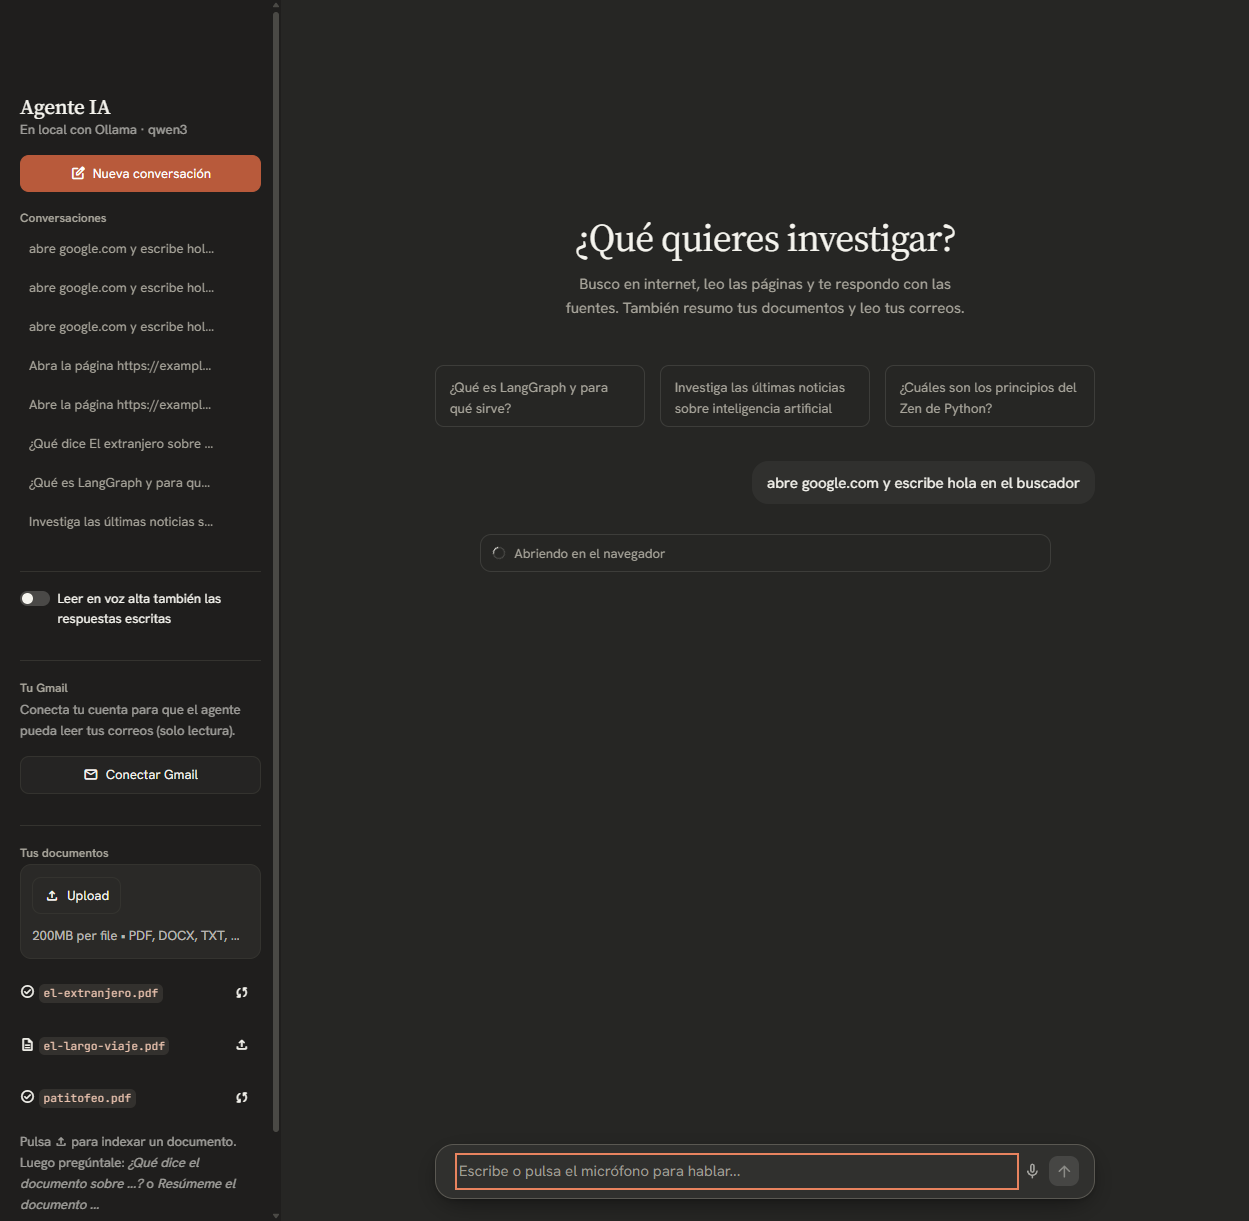 Agente IA
En local con Ollama · qwen3
Nueva conversación
Conversaciones
abre google.com y escribe hol...
abre google.com y escribe hol...
abre google.com y escribe hol...
Abra la página https://exampl...
Abre la página https://exampl...
¿Qué dice El extranjero sobre ...
¿Qué es LangGraph y para qu...
Investiga las últimas noticias s...
Leer en voz alta también las
respuestas escritas
Tu Gmail
Conecta tu cuenta para que el agente
pueda leer tus correos (solo lectura).
Conectar Gmail
Tus documentos
Upload
200MB per file • PDF, DOCX, TXT, ...
el-extranjero.pdf
el-largo-viaje.pdf
patitofeo.pdf
Pulsa para indexar un documento.
Luego pregúntale: ¿Qué dice el
documento sobre ...? o Resúmeme el
documento ...
¿Qué quieres investigar?
Busco en internet, leo las páginas y te respondo con las
fuentes. También resumo tus documentos y leo tus correos.
¿Qué es LangGraph y para
qué sirve?
Investiga las últimas noticias
sobre inteligencia artificial
¿Cuáles son los principios del
Zen de Python?
abre google.com y escribe hola en el buscador
Abriendo en el navegador
Escribe o pulsa el micrófono para hablar...